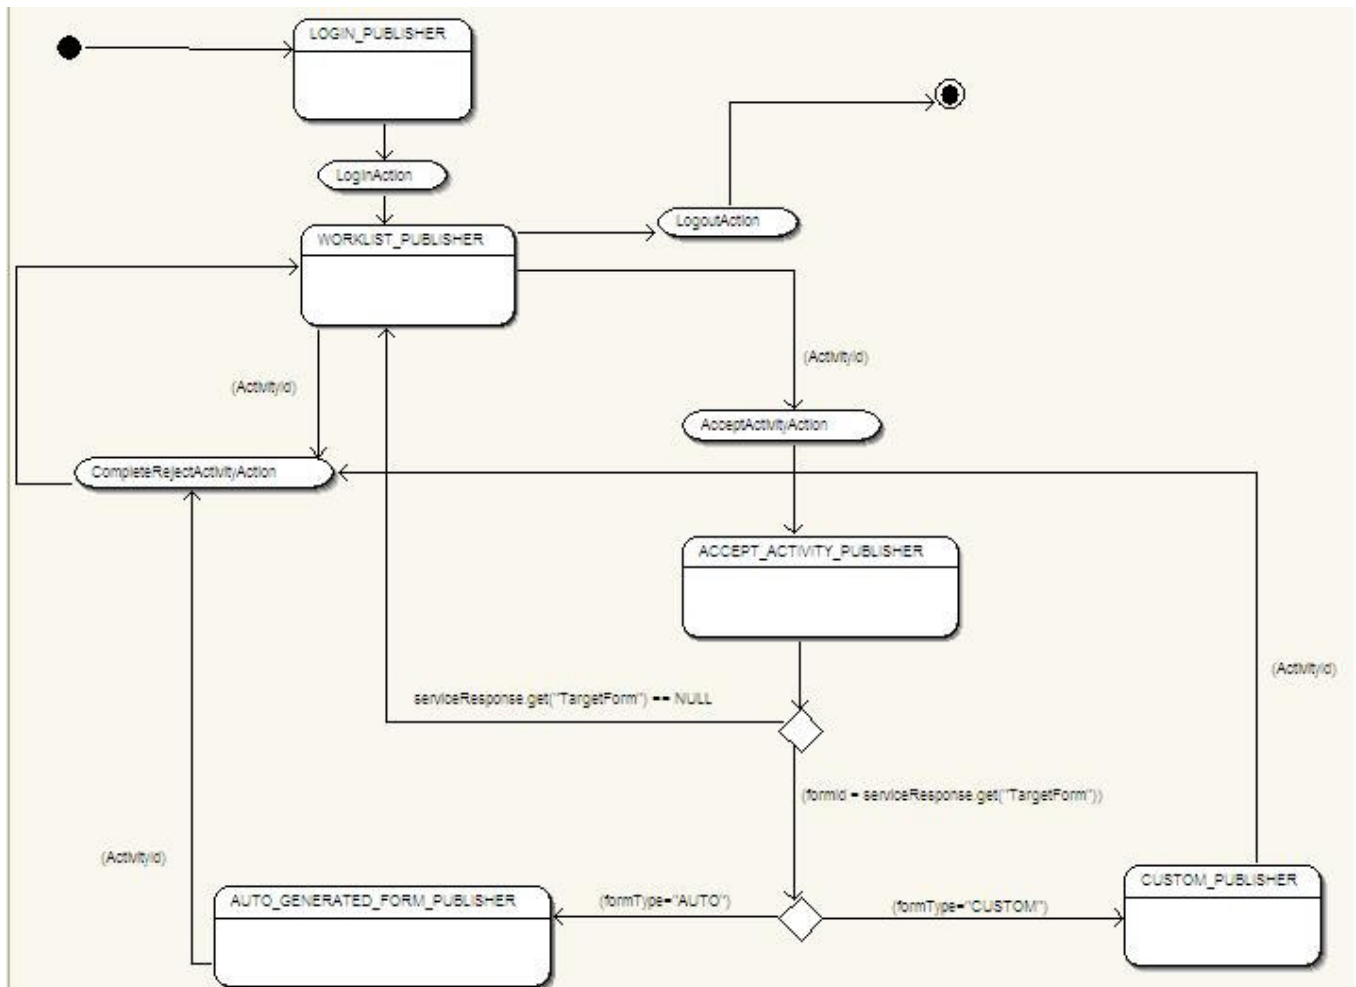 LOGIN_PUBLISHER
LoginAction
LogoutAction
WORKLIST_PUBLISHER
(ActivityId)
(ActivityId)
AcceptActivityAction
CompleteRejectActivityAction
ACCEPT_ACTIVITY_PUBLISHER
(ActivityId)
serviceResponse.get("TargetForm") == NULL
(formId = serviceResponse.get("TargetForm"))
(ActivityId)
CUSTOM_PUBLISHER
AUTO_GENERATED_FORM_PUBLISHER
(formType="AUTO")
(formType="CUSTOM")